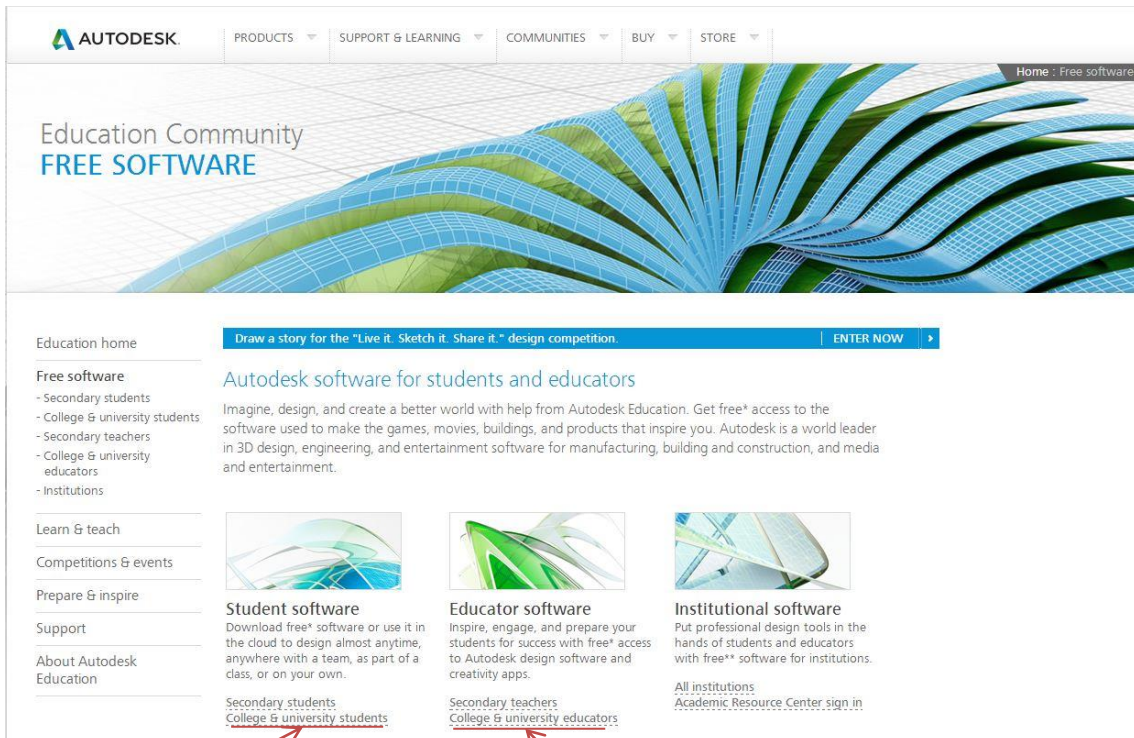 AUTODESK.
PRODUCTS
SUPPORT & LEARNING
COMMUNITIES
BUY
STORE
Home : Free software
Education Community
FREE SOFTWARE
Education home
Free software
- Secondary students
- College & university students
- Secondary teachers
- College & university
educators
- Institutions
Learn & teach
Competitions & events
Prepare & inspire
Support
About Autodesk
Education
Draw a story for the "Live it. Sketch it. Share it." design competition.
ENTER NOW
Autodesk software for students and educators
Imagine, design, and create a better world with help from Autodesk Education. Get free* access to the
software used to make the games, movies, buildings, and products that inspire you. Autodesk is a world leader
in 3D design, engineering, and entertainment software for manufacturing, building and construction, and media
and entertainment.
Student software
Download free* software or use it in
the cloud to design almost anytime,
anywhere with a team, as part of a
class, or on your own.
Secondary students
College & university students
Educator software
Inspire, engage, and prepare your
students for success with free* access
to Autodesk design software and
creativity apps.
Secondary teachers
College & university educators
Institutional software
Put professional design tools in the
hands of students and educators
with free** software for institutions.
All institutions
Academic Resource Center sign in